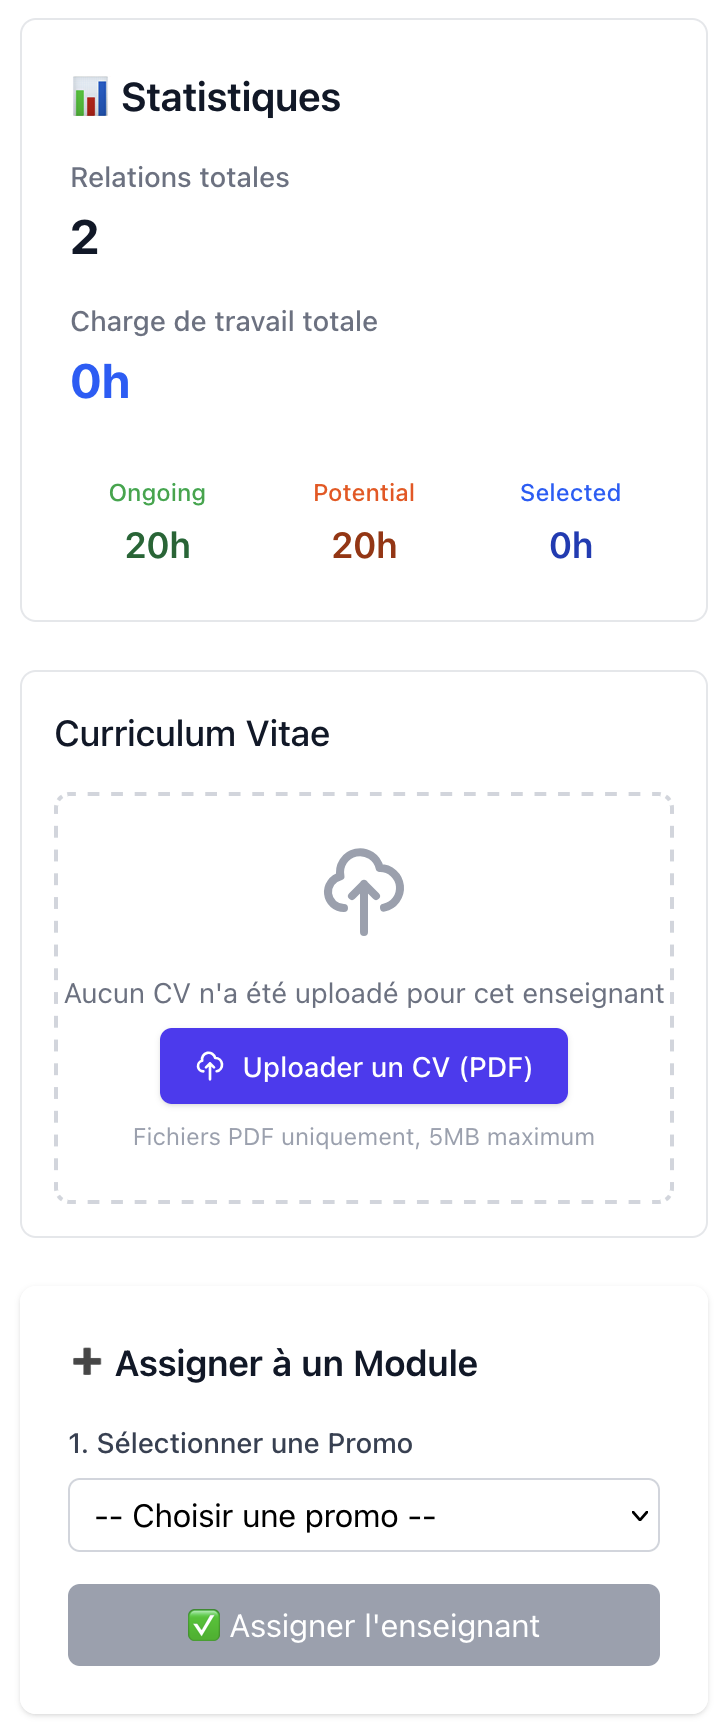 📊 Statistiques
Relations totales
2
Charge de travail totale
0h
Ongoing Potential Selected
20h 20h 0h
Curriculum Vitae
Aucun CV n'a été uploadé pour cet enseignant
Uploader un CV (PDF)
Fichiers PDF uniquement, 5MB maximum
➕ Assigner à un Module
1. Sélectionner une Promo
-- Choisir une promo --
✅ Assigner l'enseignant